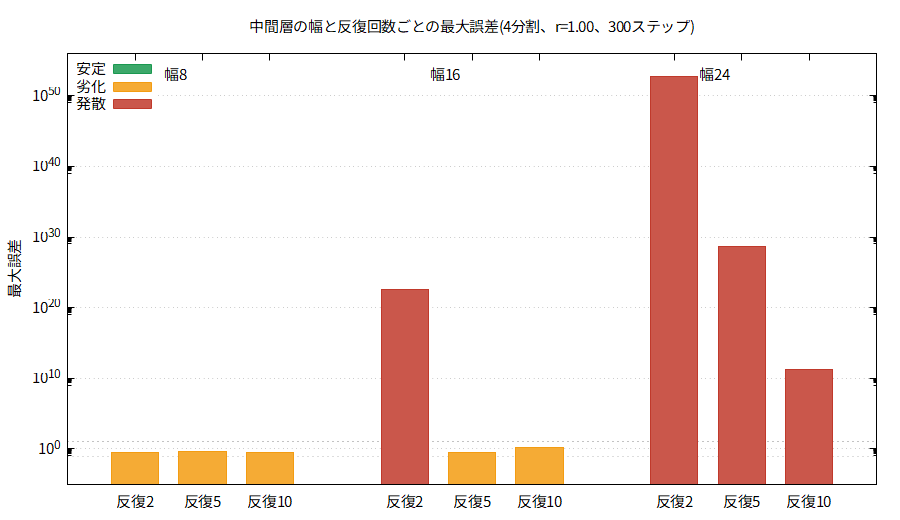 中間層の幅と反復回数ごとの最大誤差(4分割、r=1.00、300ステップ)
安定
劣化
発散
幅8
幅16
幅24
最大誤差
10^50
10^40
10^30
10^20
10^10
10^0
反復2 反復5 反復10 反復2 反復5 反復10 反復2 反復5 反復10